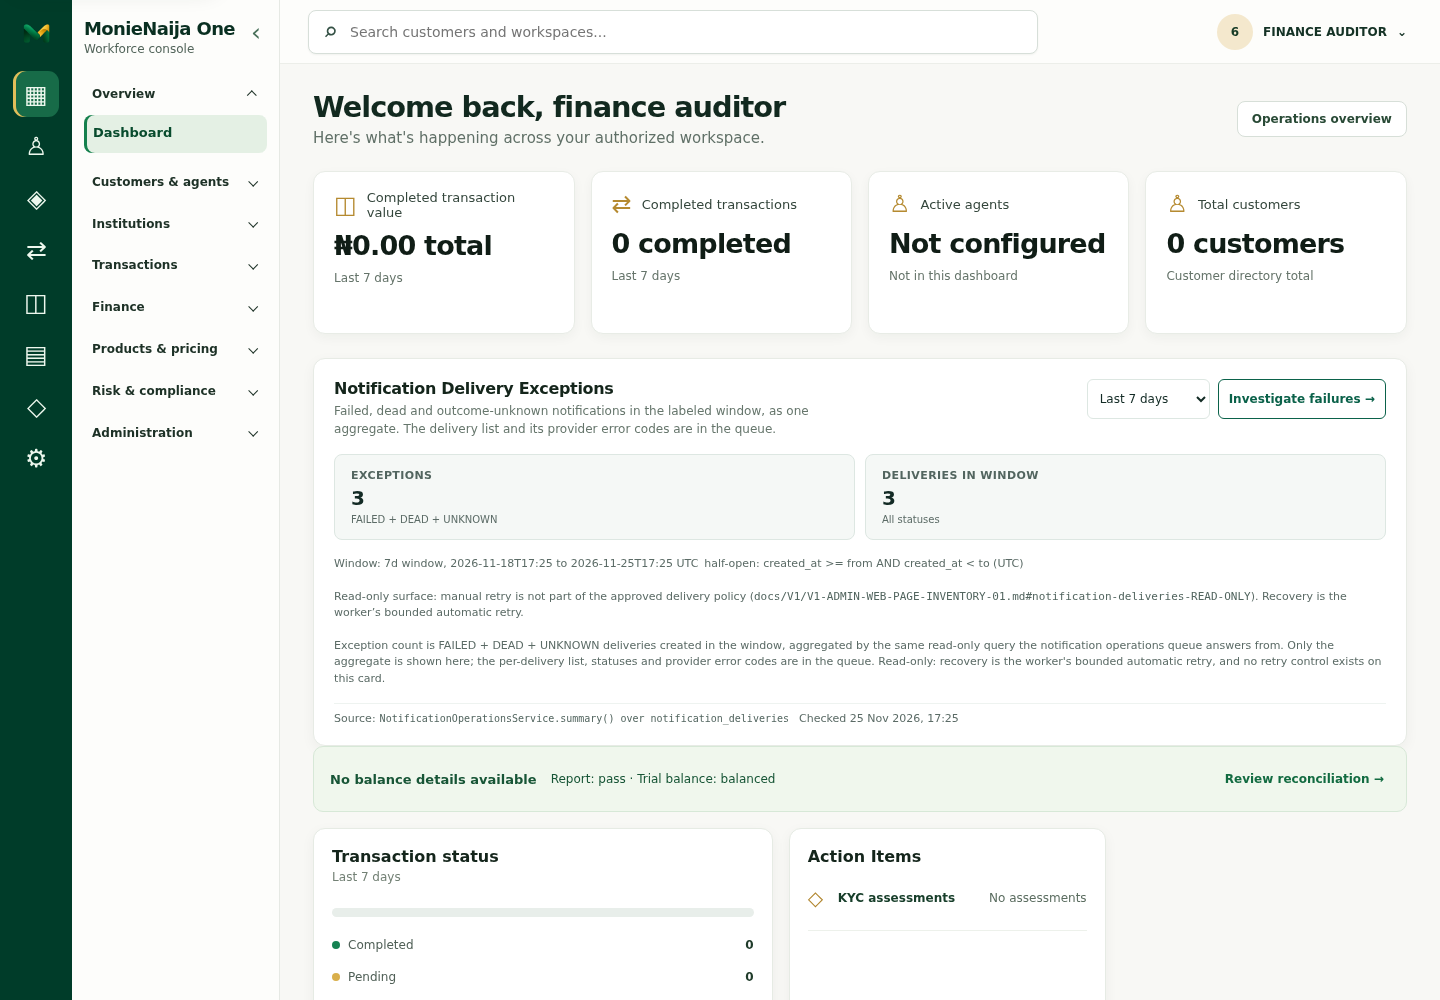 MonieNaija One
Workforce console
Overview
Dashboard
Customers & agents
Institutions
Transactions
Finance
Products & pricing
Risk & compliance
Administration
Search customers and workspaces...
6
FINANCE AUDITOR
Welcome back, finance auditor
Here's what's happening across your authorized workspace.
Operations overview
Completed transaction
value
₦0.00 total
Last 7 days
Completed transactions
0 completed
Last 7 days
Active agents
Not configured
Not in this dashboard
Total customers
0 customers
Customer directory total
Notification Delivery Exceptions
Failed, dead and outcome-unknown notifications in the labeled window, as one
aggregate. The delivery list and its provider error codes are in the queue.
Last 7 days
Investigate failures →
EXCEPTIONS
3
FAILED + DEAD + UNKNOWN
DELIVERIES IN WINDOW
3
All statuses
Window: 7d window, 2026-11-18T17:25 to 2026-11-25T17:25 UTC half-open: created_at >= from AND created_at < to (UTC)
Read-only surface: manual retry is not part of the approved delivery policy (docs/V1/V1-ADMIN-WEB-PAGE-INVENTORY-01.md#notification-deliveries-READ-ONLY). Recovery is the
worker's bounded automatic retry.
Exception count is FAILED + DEAD + UNKNOWN deliveries created in the window, aggregated by the same read-only query the notification operations queue answers from. Only the
aggregate is shown here; the per-delivery list, statuses and provider error codes are in the queue. Read-only: recovery is the worker's bounded automatic retry, and no retry control exists on
this card.
Source: NotificationOperationsService.summary() over notification_deliveries Checked 25 Nov 2026, 17:25
No balance details available Report: pass · Trial balance: balanced
Review reconciliation →
Transaction status
Last 7 days
Completed 0
Pending 0
Action Items
KYC assessments No assessments